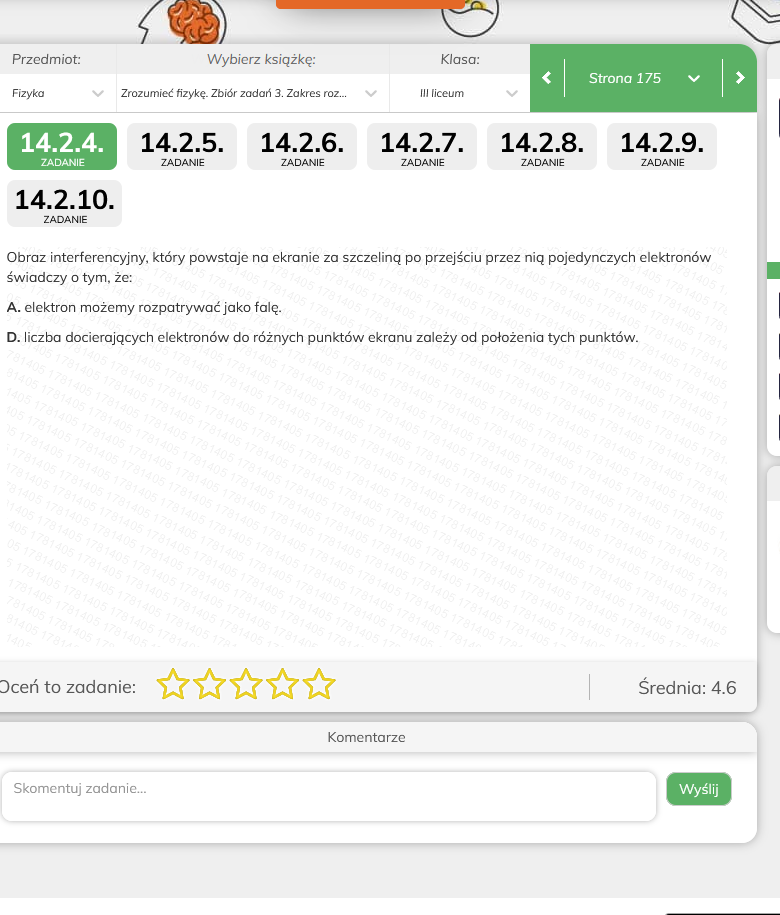 Przedmiot:
Wybierz książkę:
Klasa:
Fizyka
Zrozumieć fizykę. Zbiór zadań 3. Zakres roz...
III liceum
Strona 175
14.2.4.
ZADANIE
14.2.5.
ZADANIE
14.2.6.
ZADANIE
14.2.7.
ZADANIE
14.2.8.
ZADANIE
14.2.9.
ZADANIE
14.2.10.
ZADANIE
Obraz interferencyjny, który powstaje na ekranie za szczeliną po przejściu przez nią pojedynczych elektronów
świadczy o tym, że:
A. elektron możemy rozpatrywać jako falę.
D. liczba docierających elektronów do różnych punktów ekranu zależy od położenia tych punktów.
1781405
Oceń to zadanie:
Średnia: 4.6
Komentarze
Skomentuj zadanie...
Wyślij